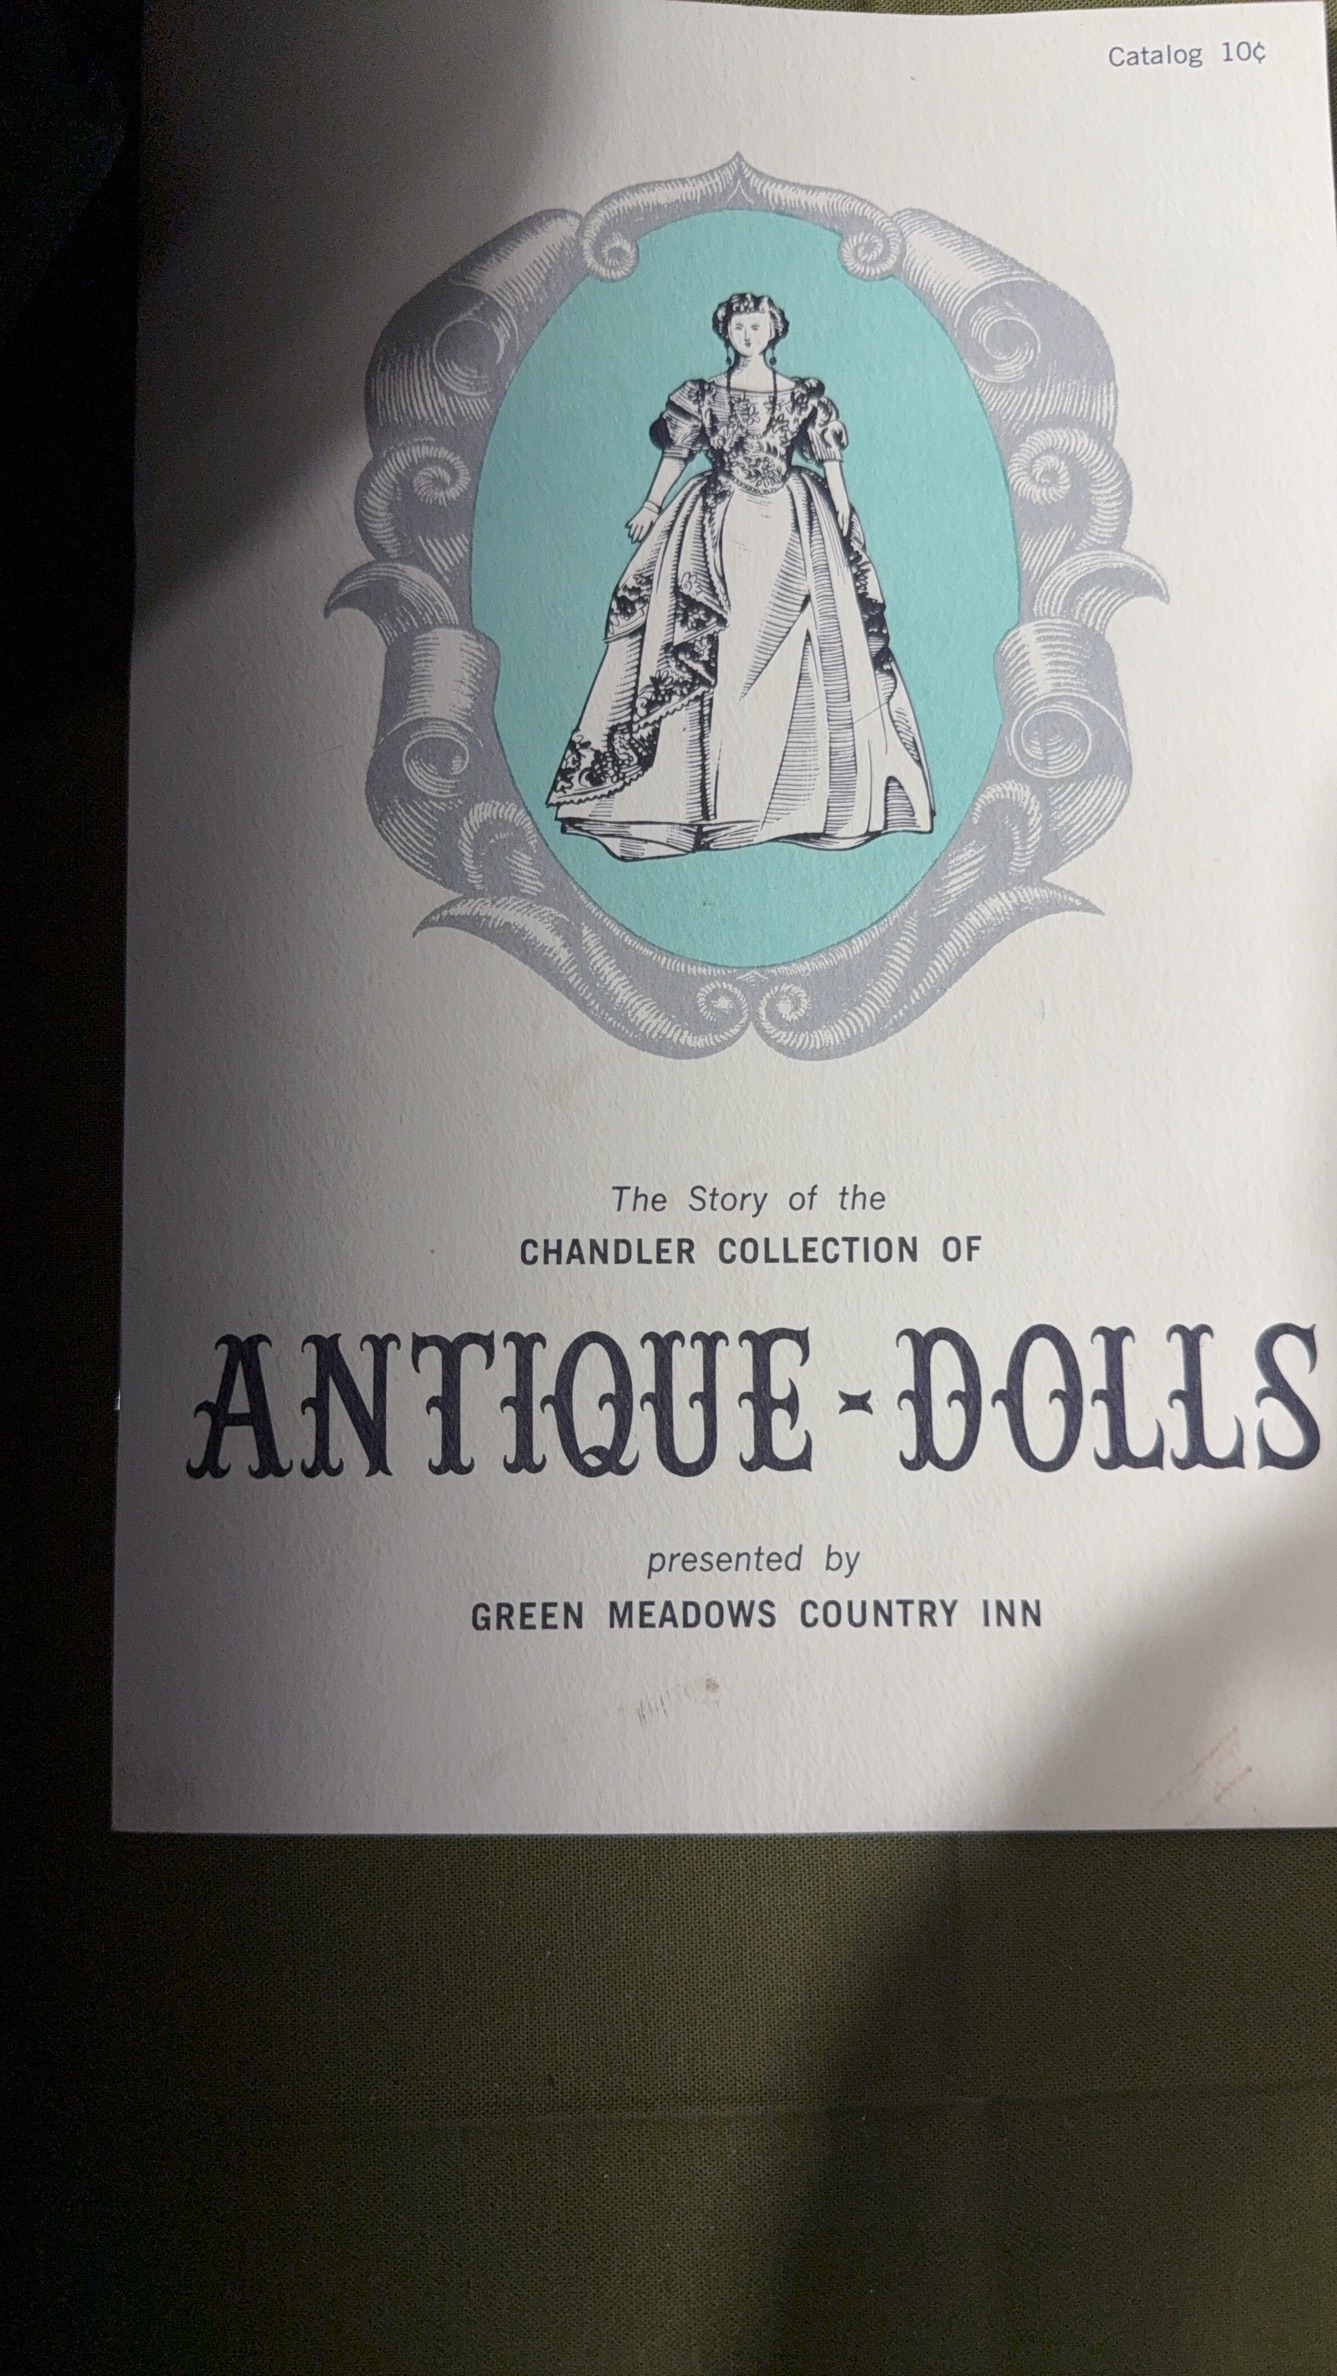 Catalog 10¢
The Story of the
CHANDLER COLLECTION OF
ANTIQUE-DOLLS
presented by
GREEN MEADOWS COUNTRY INN